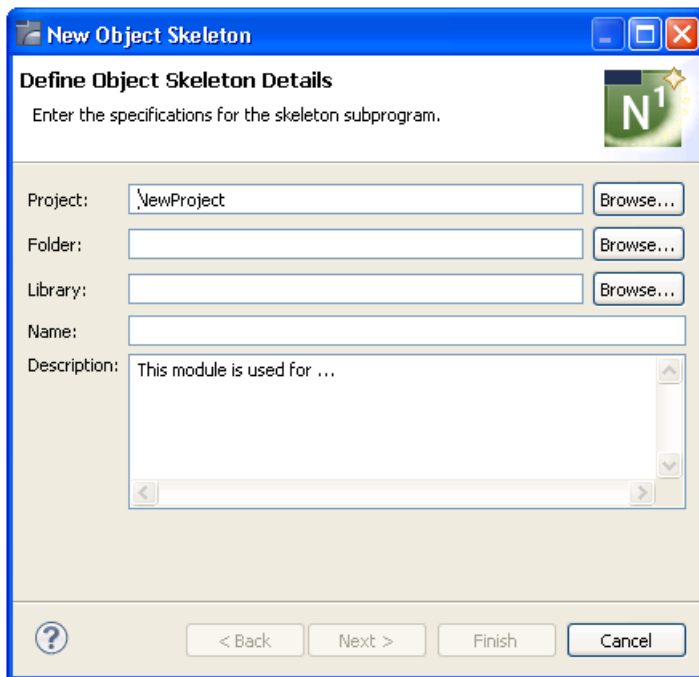 New Object Skeleton
Define Object Skeleton Details
Enter the specifications for the skeleton subprogram.
N1
Project: NewProject Browse...
Folder: Browse...
Library: Browse...
Name:
Description: This module is used for ...
? < Back Next > Finish Cancel